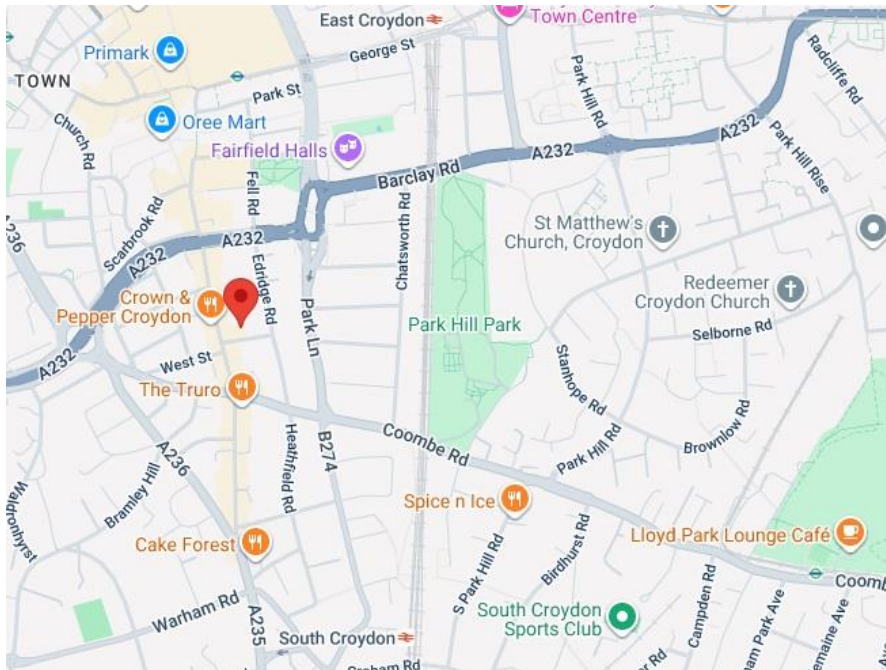 East Croydon
Town Centre
Primark
George St
Radcliffe Rd
Park Hill Rd
TOWN
Park St
Church Rd
Oree Mart
Fairfield Halls
A232
A232
Barclay Rd
Park Hill Rise
Fell Rd
A236
Scarbrook Rd
A232
Chatsworth Rd
St Matthew's
Church, Croydon
A232
Edridge Rd
Redeemer
Croydon Church
Crown &
Pepper Croydon
Park Ln
Park Hill Park
Selborne Rd
A232
West St
Stanhope Rd
The Truro
Brownlow Rd
Coombe Rd
Park Hill Rd
B274
Heathfield Rd
A236
Bramley Hill
Waldronhyrst
Spice n Ice
Lloyd Park Lounge Café
Cake Forest
S Park Hill Rd
Birdhurst Rd
Campden Rd
Coomb
Warham Rd
A235
South Croydon
Sports Club
South Croydon